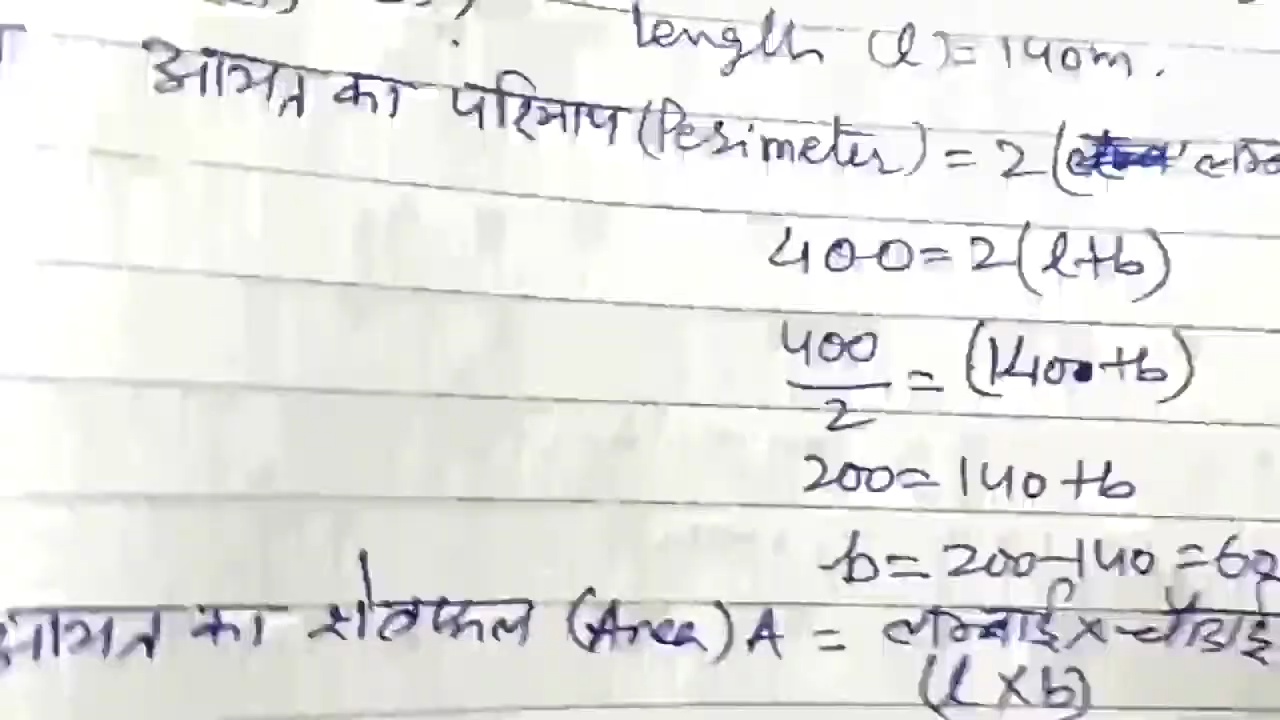 length (l) = 140m.
आयत का परिमाप (Perimeter) = 2(
400 = 2(l+b)
400/2 = (140+b)
200 = 140+b
b = 200-140 = 60
आयत का क्षेत्रफल (Area) A = लम्बाई × चौड़ाई
(l×b)